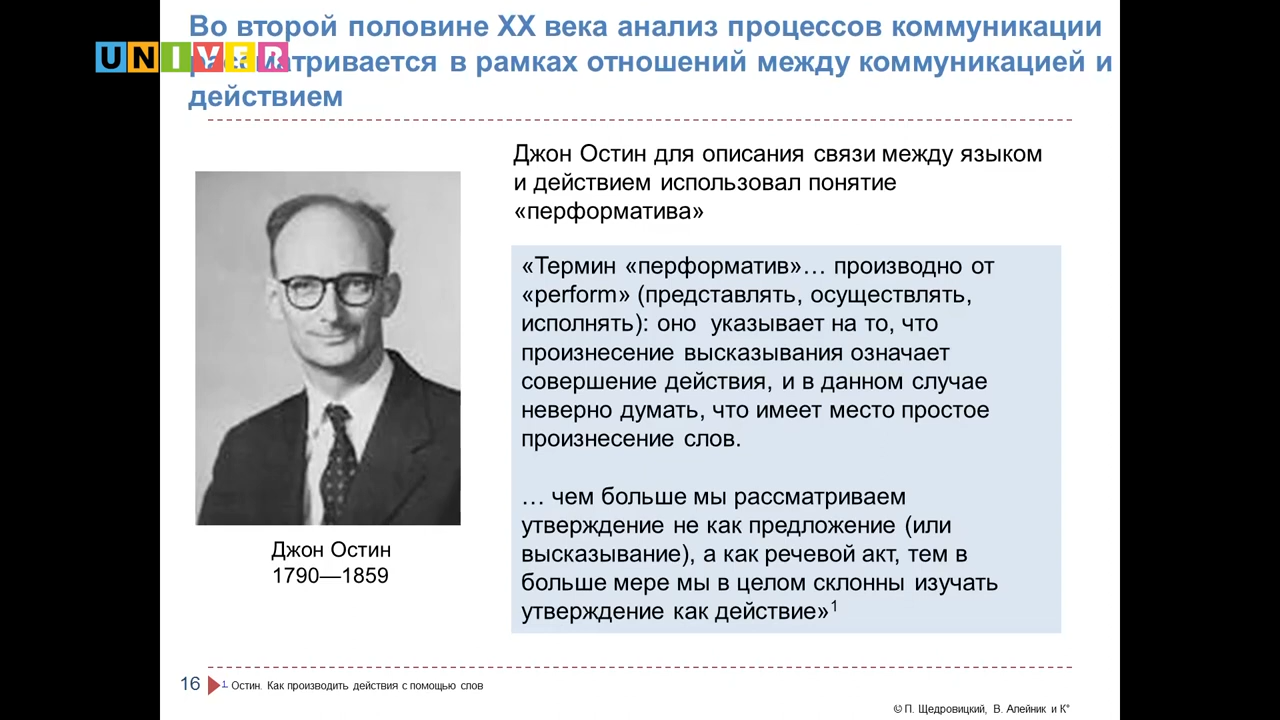 Во второй половине XX века анализ процессов коммуникации
UNIVER
рассматривается в рамках отношений между коммуникацией и
действием
Джон Остин для описания связи между языком
и действием использовал понятие
«перформатива»
«Термин «перформатив»… производно от
«perform» (представлять, осуществлять,
исполнять): оно указывает на то, что
произнесение высказывания означает
совершение действия, и в данном случае
неверно думать, что имеет место простое
произнесение слов.
… чем больше мы рассматриваем
утверждение не как предложение (или
высказывание), а как речевой акт, тем в
больше мере мы в целом склонны изучать
утверждение как действие»1
Джон Остин
1790—1859
16
1. Остин. Как производить действия с помощью слов
© П. Щедровицкий, В. Алейник и К°